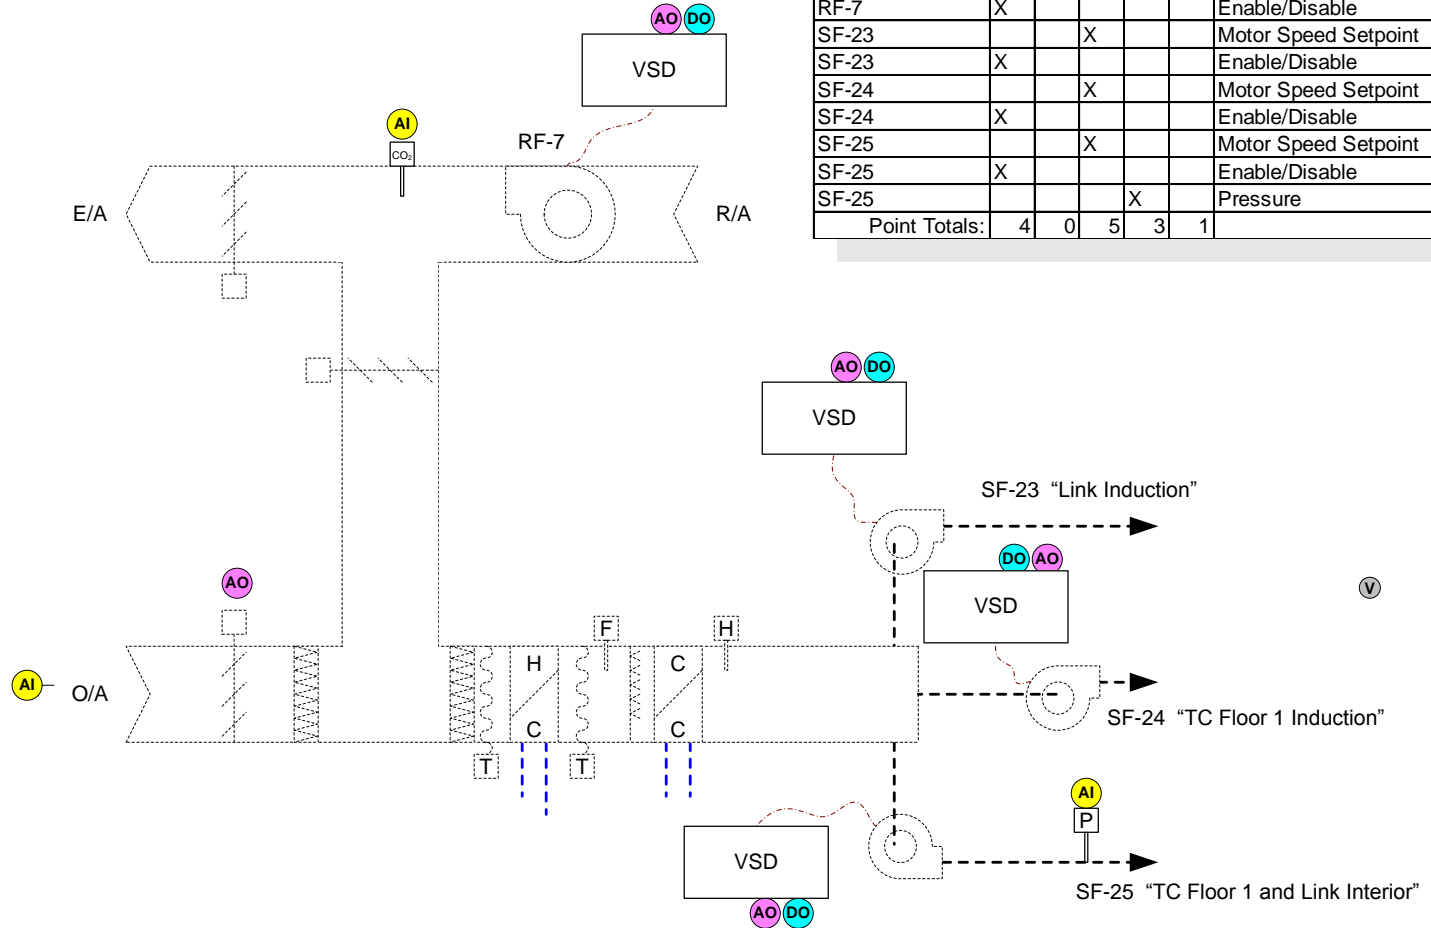 RF-7 X Enable/Disable
SF-23 X Motor Speed Setpoint
SF-23 X Enable/Disable
SF-24 X Motor Speed Setpoint
SF-24 X Enable/Disable
SF-25 X Motor Speed Setpoint
SF-25 X Enable/Disable
SF-25 X Pressure
Point Totals: 4 0 5 3 1
AO DO
VSD
AI
CO₂
RF-7
E/A
R/A
AO DO
VSD
SF-23 “Link Induction”
DO AO
VSD
V
AO
F
H
H
C
AI
O/A
C
C
T
T
SF-24 “TC Floor 1 Induction”
AI
P
VSD
AO DO
SF-25 “TC Floor 1 and Link Interior”